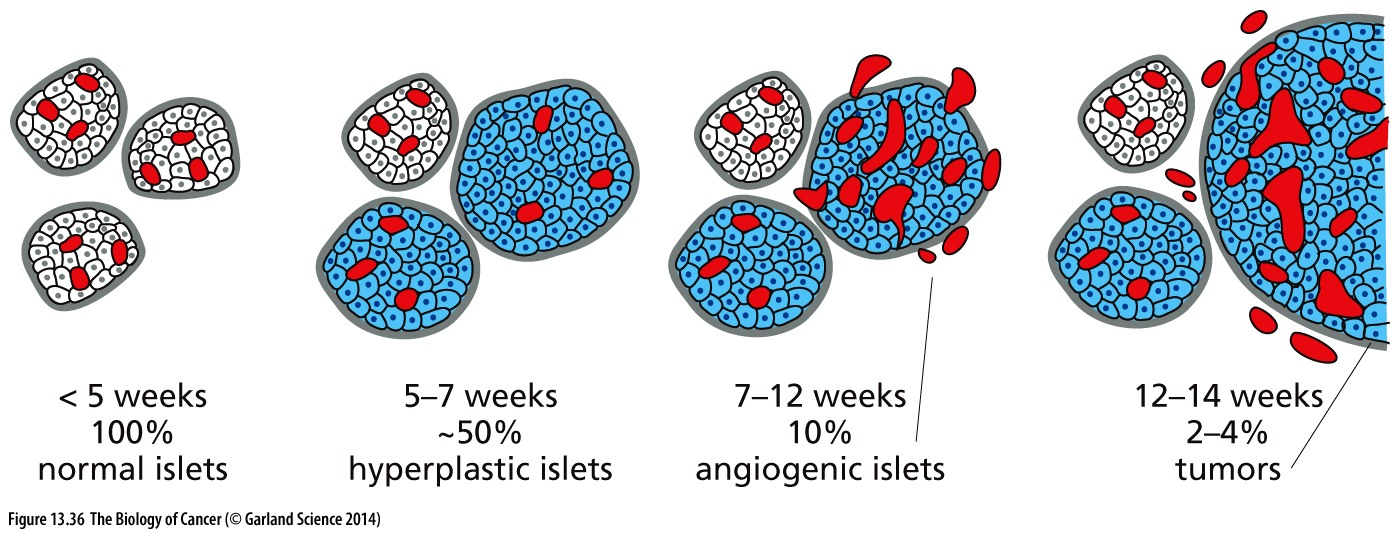 < 5 weeks
100%
normal islets
5–7 weeks
~50%
hyperplastic islets
7–12 weeks
10%
angiogenic islets
12–14 weeks
2–4%
tumors
Figure 13.36 The Biology of Cancer (© Garland Science 2014)